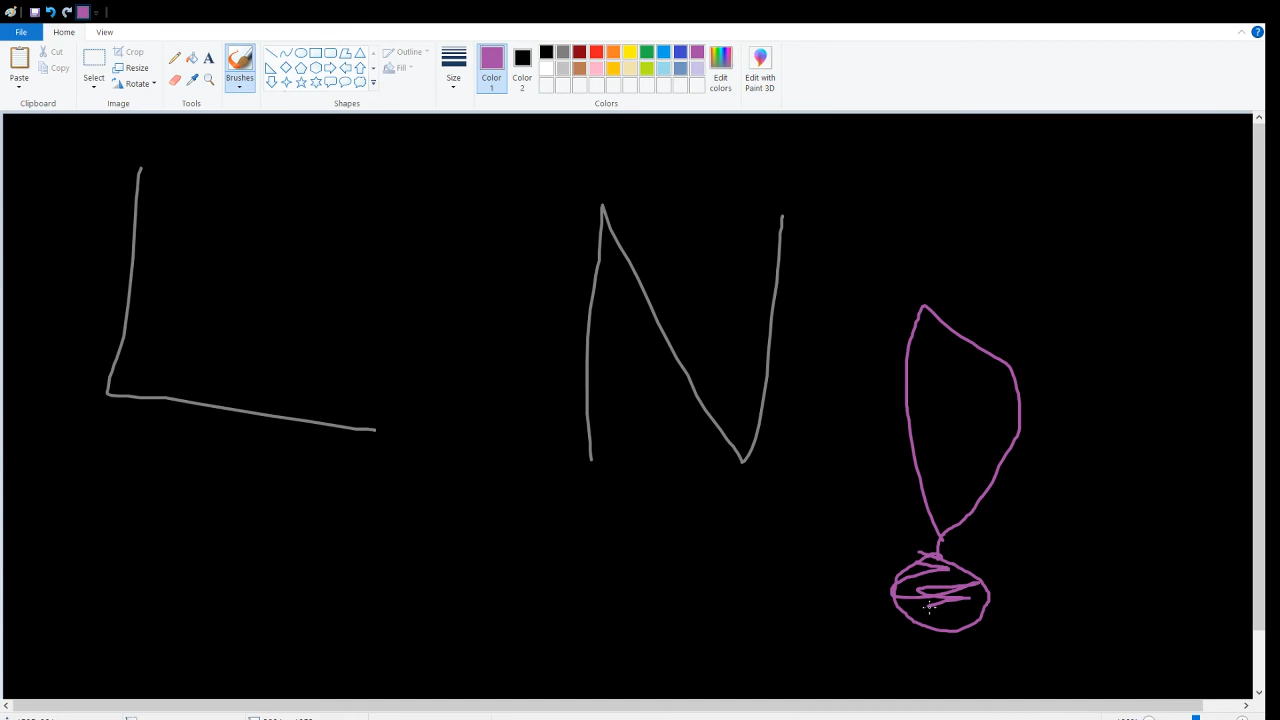 File Home View
Paste Cut Copy Clipboard
Select Crop Resize Rotate Image
Tools
Brushes
Outline Fill Shapes
Size
Color 1 Color 2 Edit colors Colors
Edit with Paint 3D
L N !